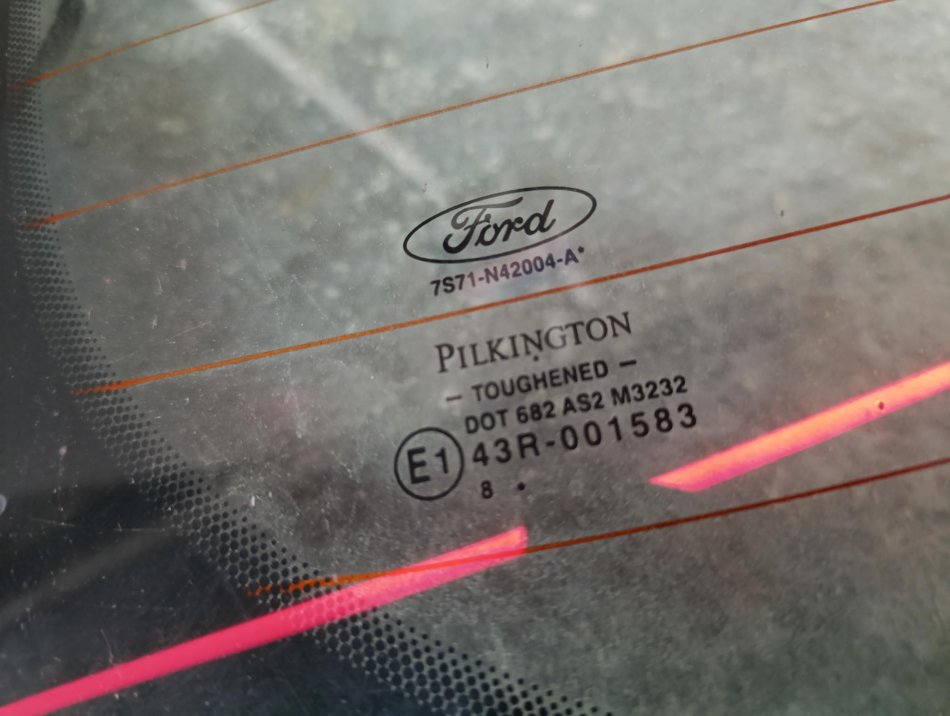 Ford
7S71-N42004-A*
PILKINGTON
- TOUGHENED -
DOT 682 AS2 M3232
E1 43R-001583
8 .